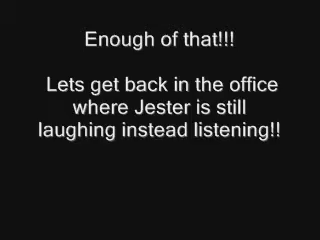 Enough of that!!!
Lets get back in the office
where Jester is still
laughing instead listening!!